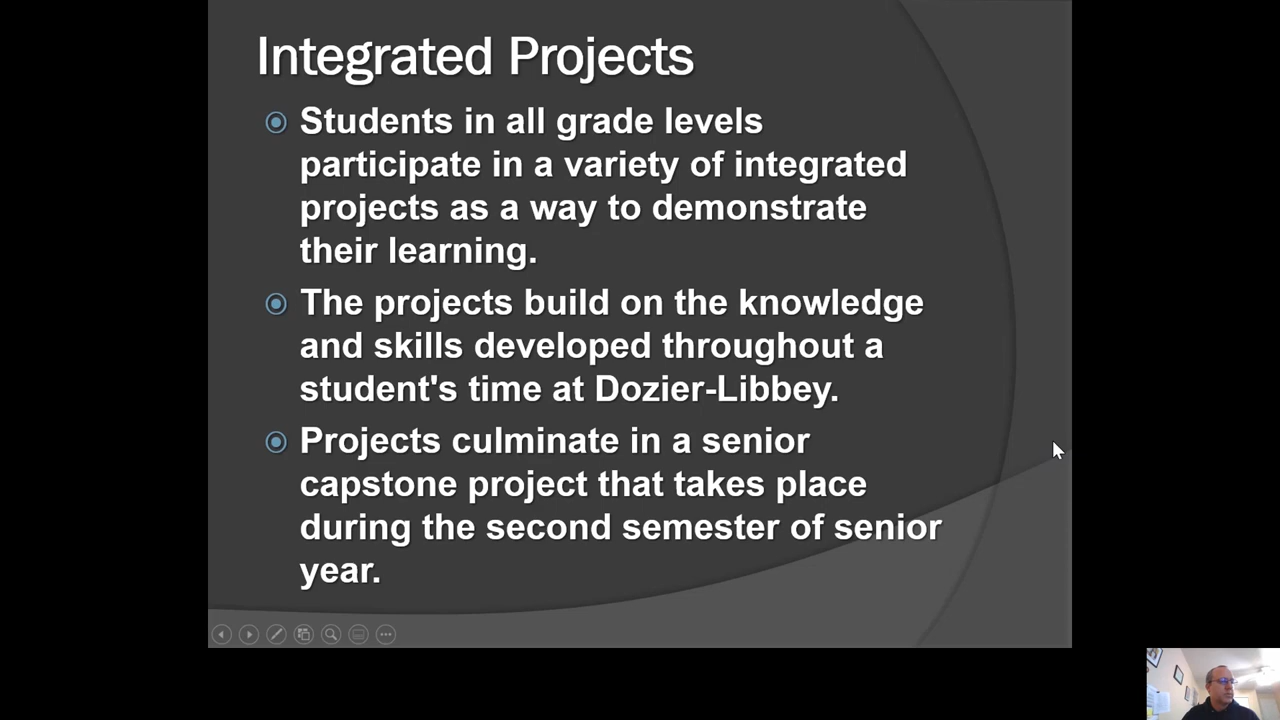 Integrated Projects
Students in all grade levels
participate in a variety of integrated
projects as a way to demonstrate
their learning.
The projects build on the knowledge
and skills developed throughout a
student's time at Dozier-Libbey.
Projects culminate in a senior
capstone project that takes place
during the second semester of senior
year.